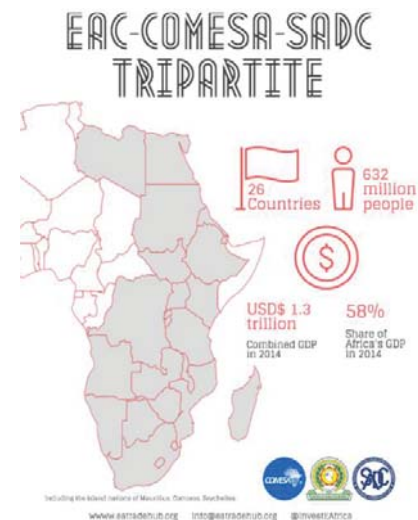 EAC-COMESA-SADC
TRIPARTITE
26
Countries
632
million
people
$
USD$ 1.3
trillion
Combined GDP
in 2014
58%
Share of
Africa's GDP
in 2014
COMESA
SADC
Including the island nations of Mauritius, Comoros, Seychelles
www.eatradehub.org info@eatradehub.org @InvestEAfrica